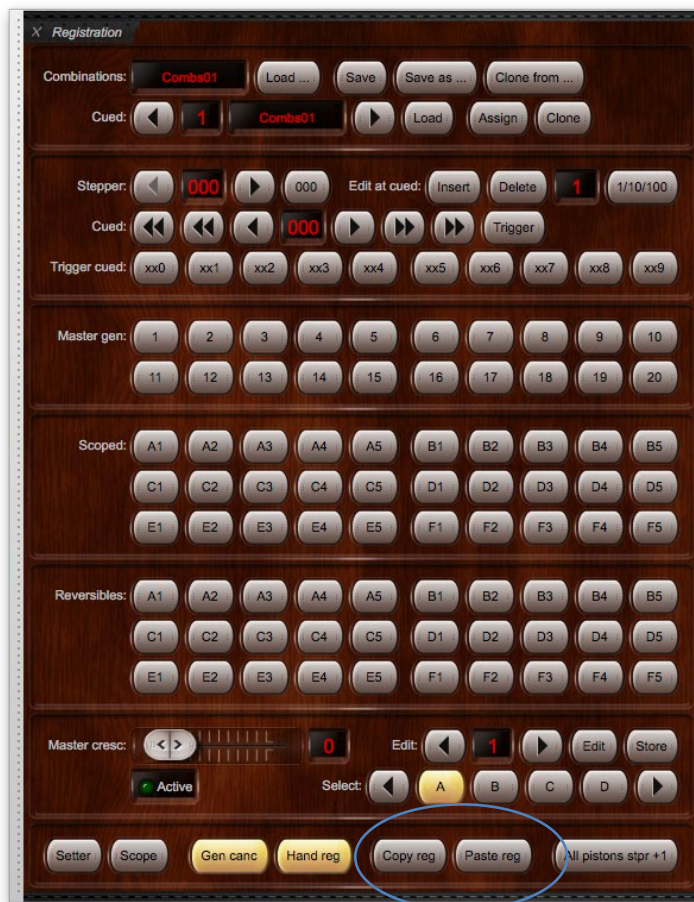 X Registration
Combinations: Combs01 Load ... Save Save as ... Clone from ...
Cued: 1 Combs01 Load Assign Clone
Stepper: 000 000 Edit at cued: Insert Delete 1 1/10/100
Cued: 000 Trigger
Trigger cued: xx0 xx1 xx2 xx3 xx4 xx5 xx6 xx7 xx8 xx9
Master gen: 1 2 3 4 5 6 7 8 9 10
11 12 13 14 15 16 17 18 19 20
Scoped: A1 A2 A3 A4 A5 B1 B2 B3 B4 B5
C1 C2 C3 C4 C5 D1 D2 D3 D4 D5
E1 E2 E3 E4 E5 F1 F2 F3 F4 F5
Reversibles: A1 A2 A3 A4 A5 B1 B2 B3 B4 B5
C1 C2 C3 C4 C5 D1 D2 D3 D4 D5
E1 E2 E3 E4 E5 F1 F2 F3 F4 F5
Master cresc: < > 0 Edit: 1 Edit Store
Active Select: A B C D
Setter Scope Gen canc Hand reg Copy reg Paste reg All pistons stpr +1